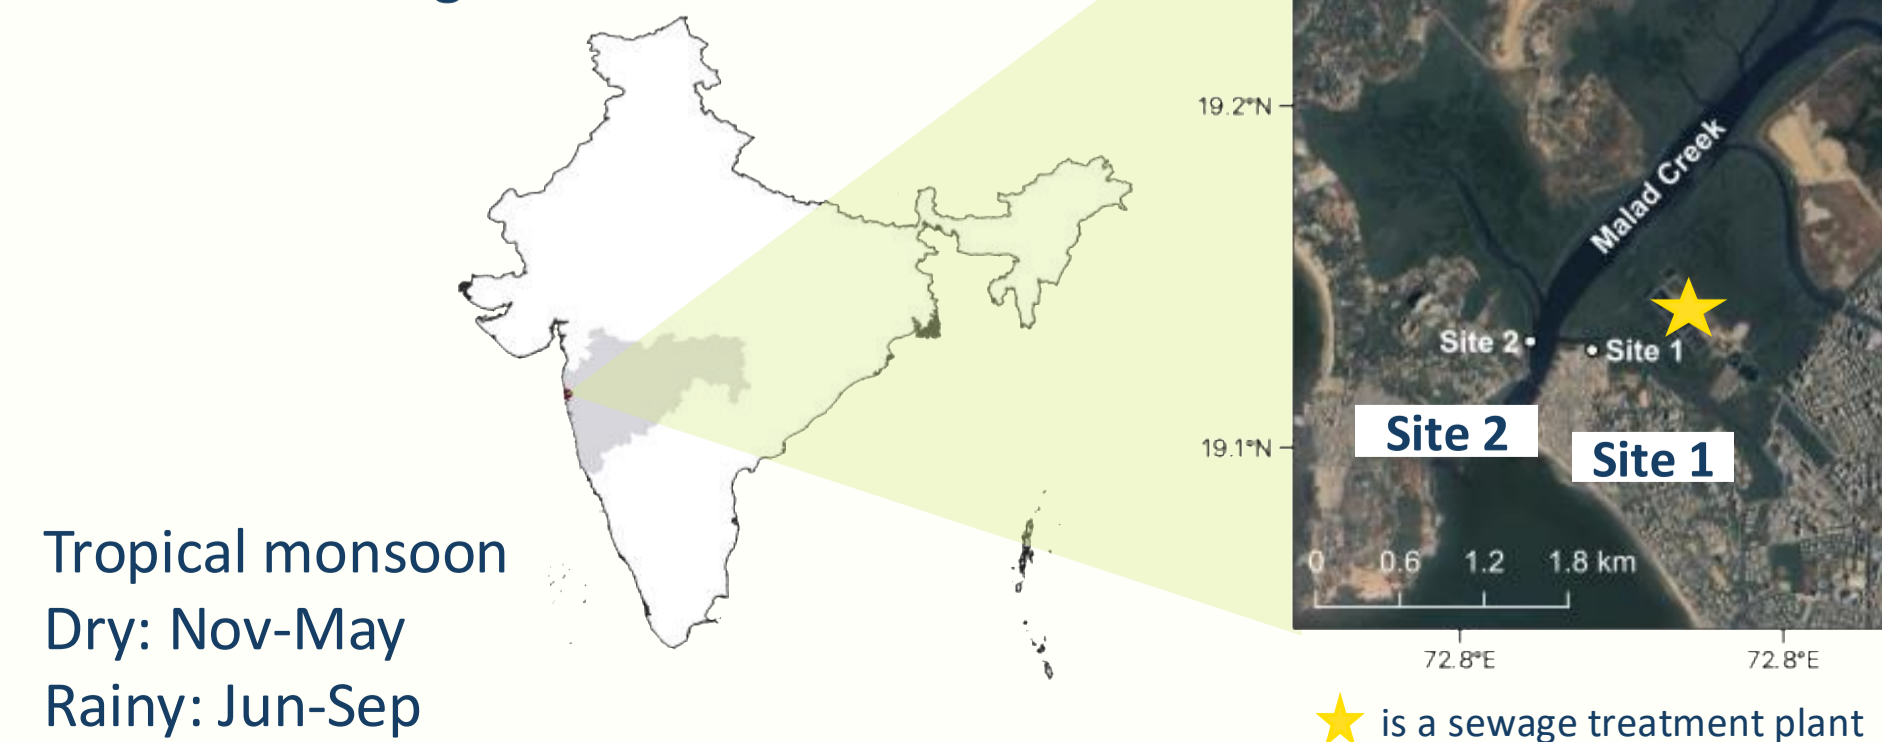 19.2°N
Malad Creek
Site 2
Site 1
Site 2
19.1°N
Site 1
Tropical monsoon
Dry: Nov-May
Rainy: Jun-Sep
0 0.6 1.2 1.8 km
72.8°E 72.8°E
is a sewage treatment plant